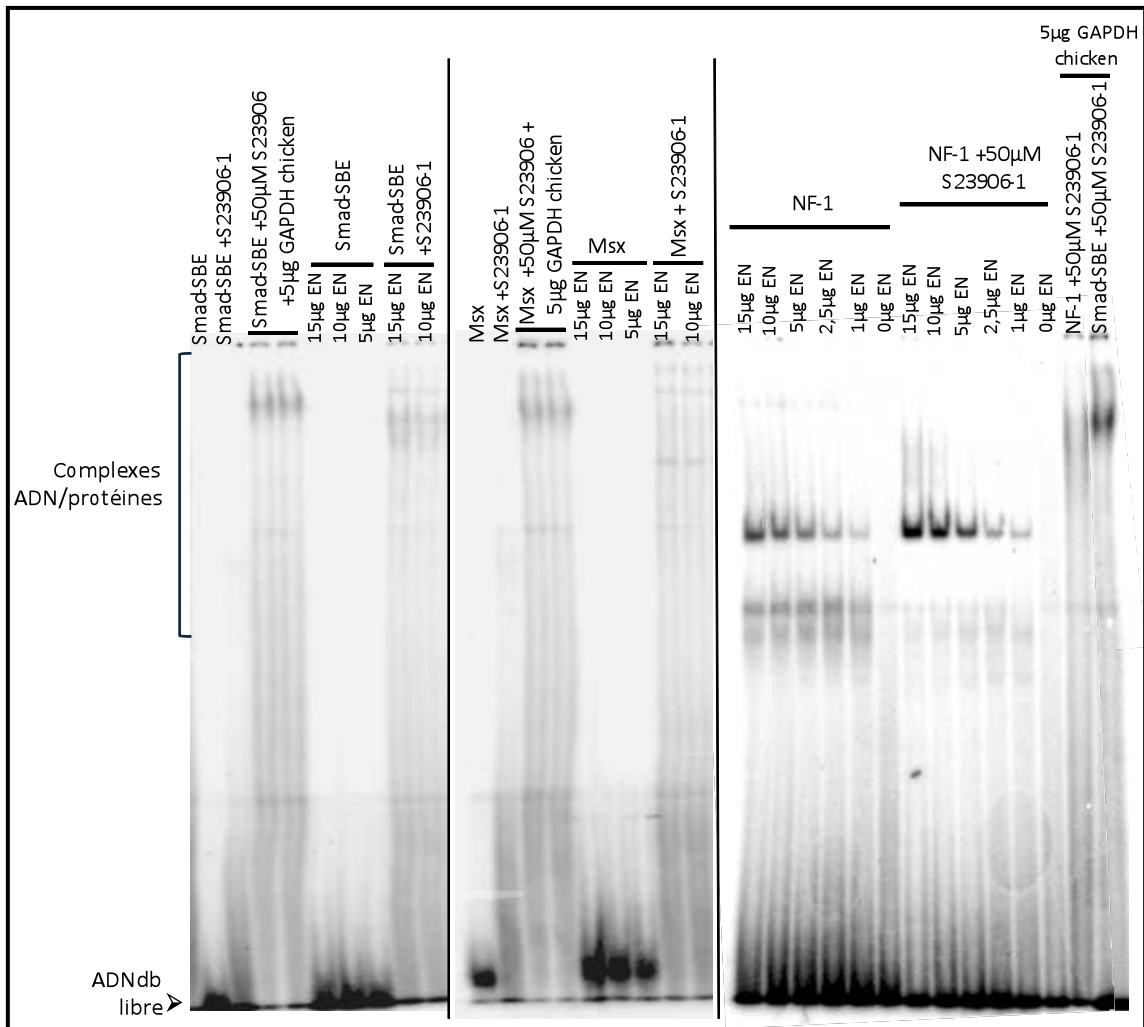 Smad-SBE
Smad-SBE +S23906-1
Smad-SBE +50µM S23906
+5µg GAPDH chicken
Smad-SBE
15µg EN
10µg EN
5µg EN
Smad-SBE
+S23906-1
15µg EN
10µg EN
Msx
Msx +S23906-1
Msx +50µM S23906 +
5µg GAPDH chicken
Msx
15µg EN
10µg EN
5µg EN
Msx + S23906-1
15µg EN
10µg EN
NF-1
15µg EN
10µg EN
5µg EN
2,5µg EN
1µg EN
0µg EN
NF-1 +50µM
S23906-1
15µg EN
10µg EN
5µg EN
2,5µg EN
1µg EN
0µg EN
5µg GAPDH
chicken
NF-1 +50µM S23906-1
Smad-SBE +50µM S23906-1
Complexes
ADN/protéines
ADNdb
libre